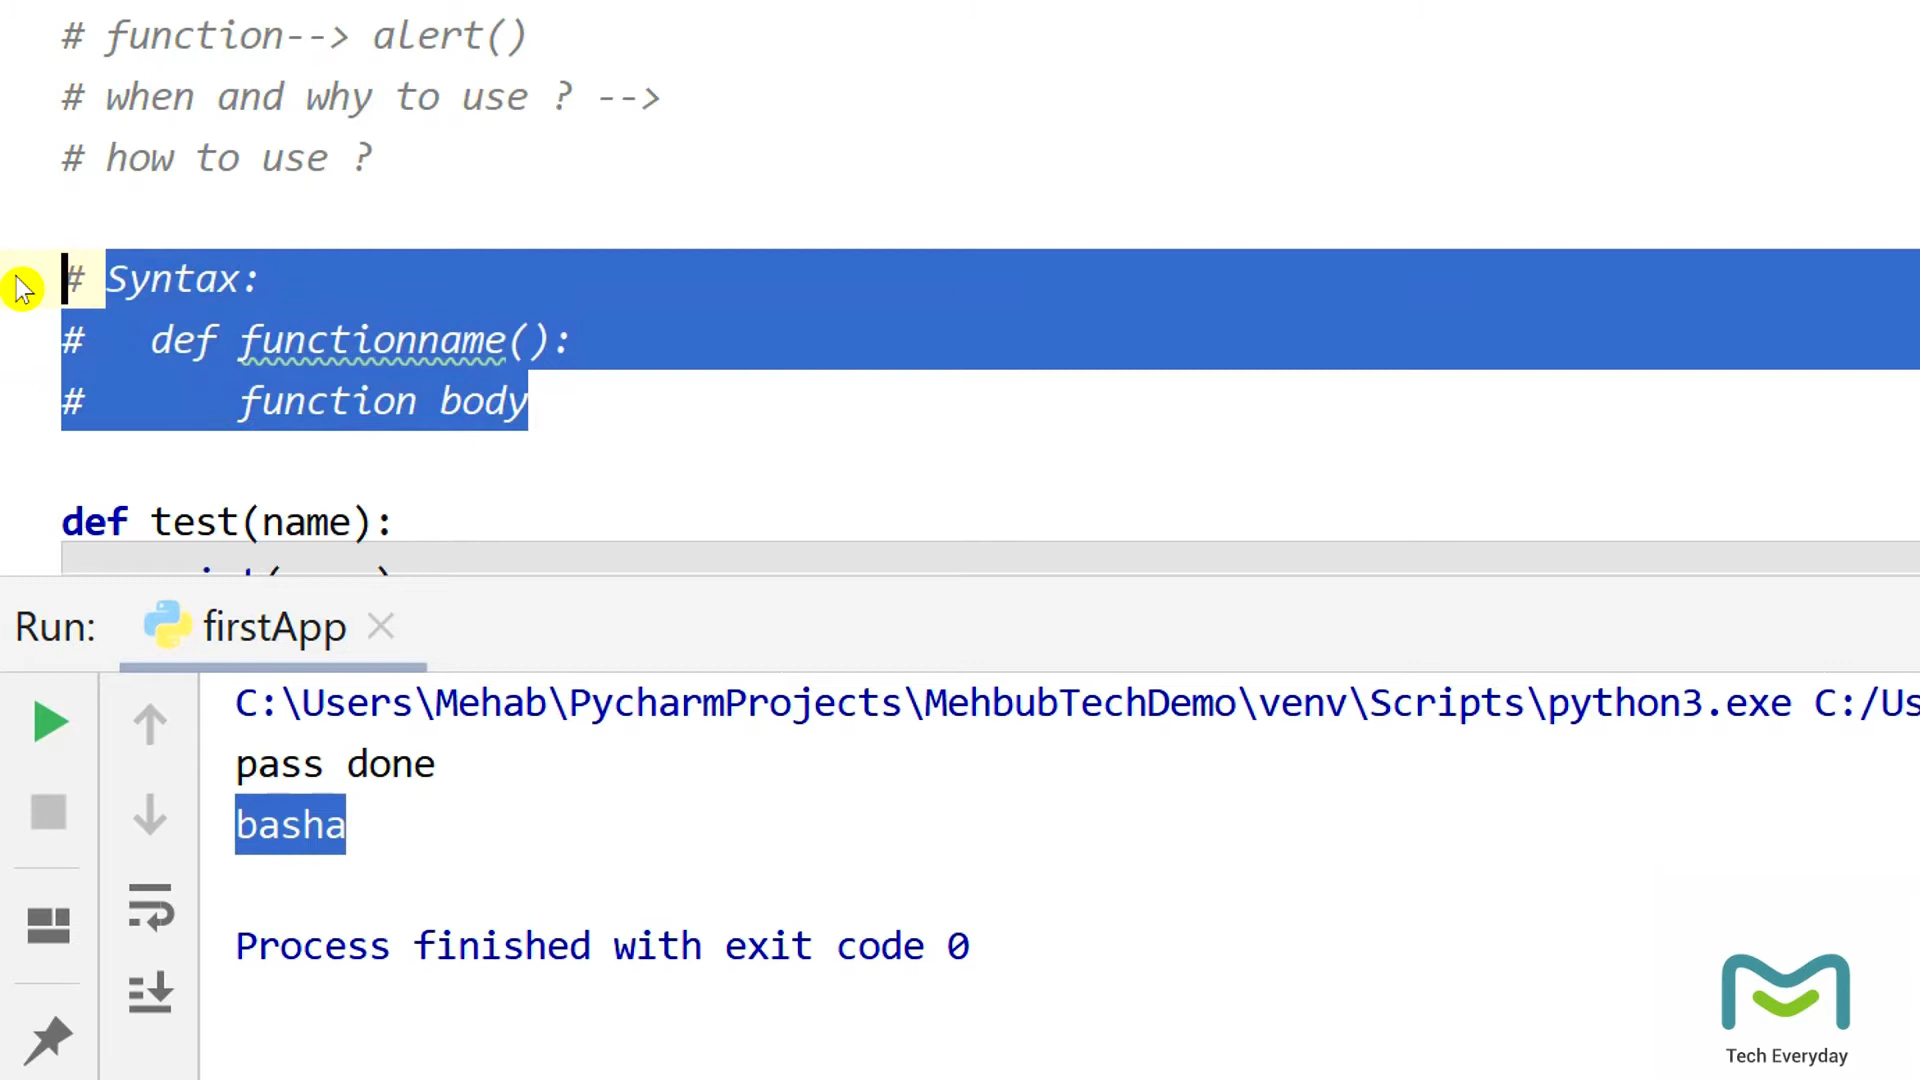 # function--> alert()
# when and why to use ? -->
# how to use ?
# Syntax:
#   def functionname():
#       function body
def test(name):
Run: firstApp
C:\Users\Mehab\PycharmProjects\MehbubTechDemo\venv\Scripts\python3.exe C:/Us
pass done
basha
Process finished with exit code 0
Tech Everyday